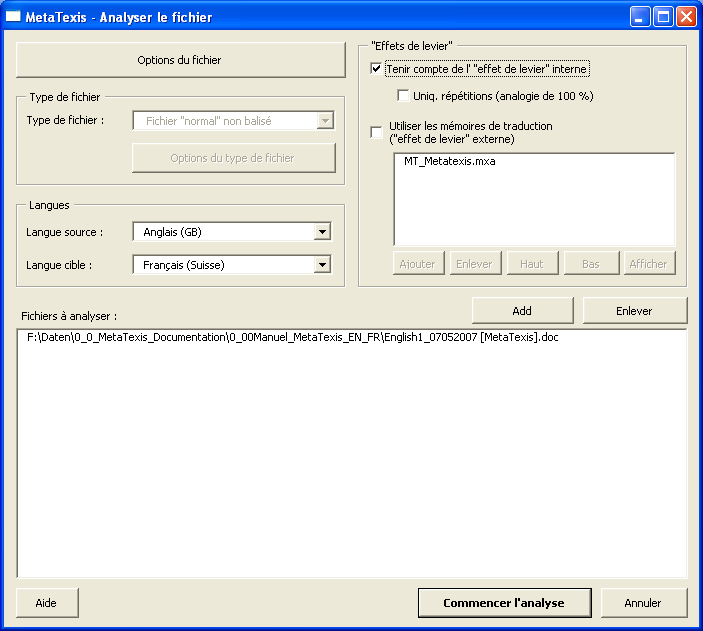 MetaTexis - Analyser le fichier
Options du fichier
Type de fichier
Type de fichier :
Fichier "normal" non balisé
Options du type de fichier
Langues
Langue source :
Anglais (GB)
Langue cible :
Français (Suisse)
"Effets de levier"
Tenir compte de l' "effet de levier" interne
Uniq. répétitions (analogie de 100 %)
Utiliser les mémoires de traduction
("effet de levier" externe)
MT_Metatexis.mxa
Ajouter
Enlever
Haut
Bas
Afficher
Fichiers à analyser :
Add
Enlever
F:\Daten\0_0_MetaTexis_Documentation\0_00Manuel_MetaTexis_EN_FR\English1_07052007 [MetaTexis].doc
Aide
Commencer l'analyse
Annuler